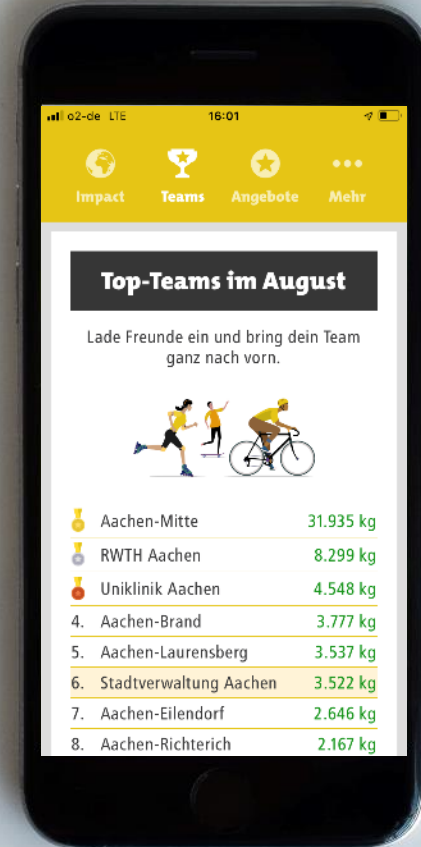 o2-de LTE 16:01
Impact Teams Angebote Mehr
Top-Teams im August
Lade Freunde ein und bring dein Team
ganz nach vorn.
Aachen-Mitte 31.935 kg
RWTH Aachen 8.299 kg
Uniklinik Aachen 4.548 kg
4. Aachen-Brand 3.777 kg
5. Aachen-Laurensberg 3.537 kg
6. Stadtverwaltung Aachen 3.522 kg
7. Aachen-Eilendorf 2.646 kg
8. Aachen-Richterich 2.167 kg